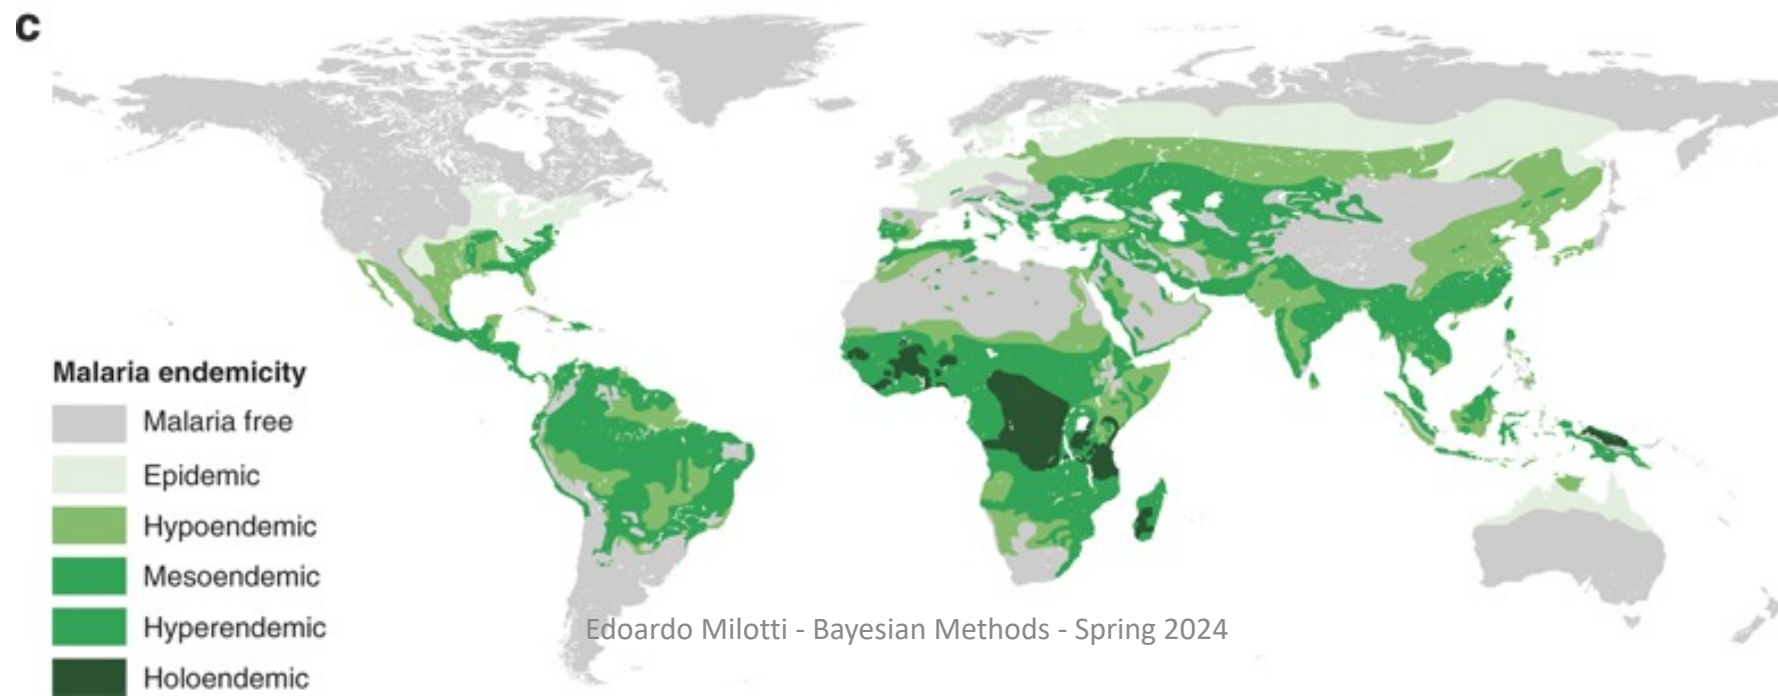 c
Malaria endemicity
Malaria free
Epidemic
Hypoendemic
Mesoendemic
Hyperendemic
Holoendemic
Edoardo Milotti - Bayesian Methods - Spring 2024